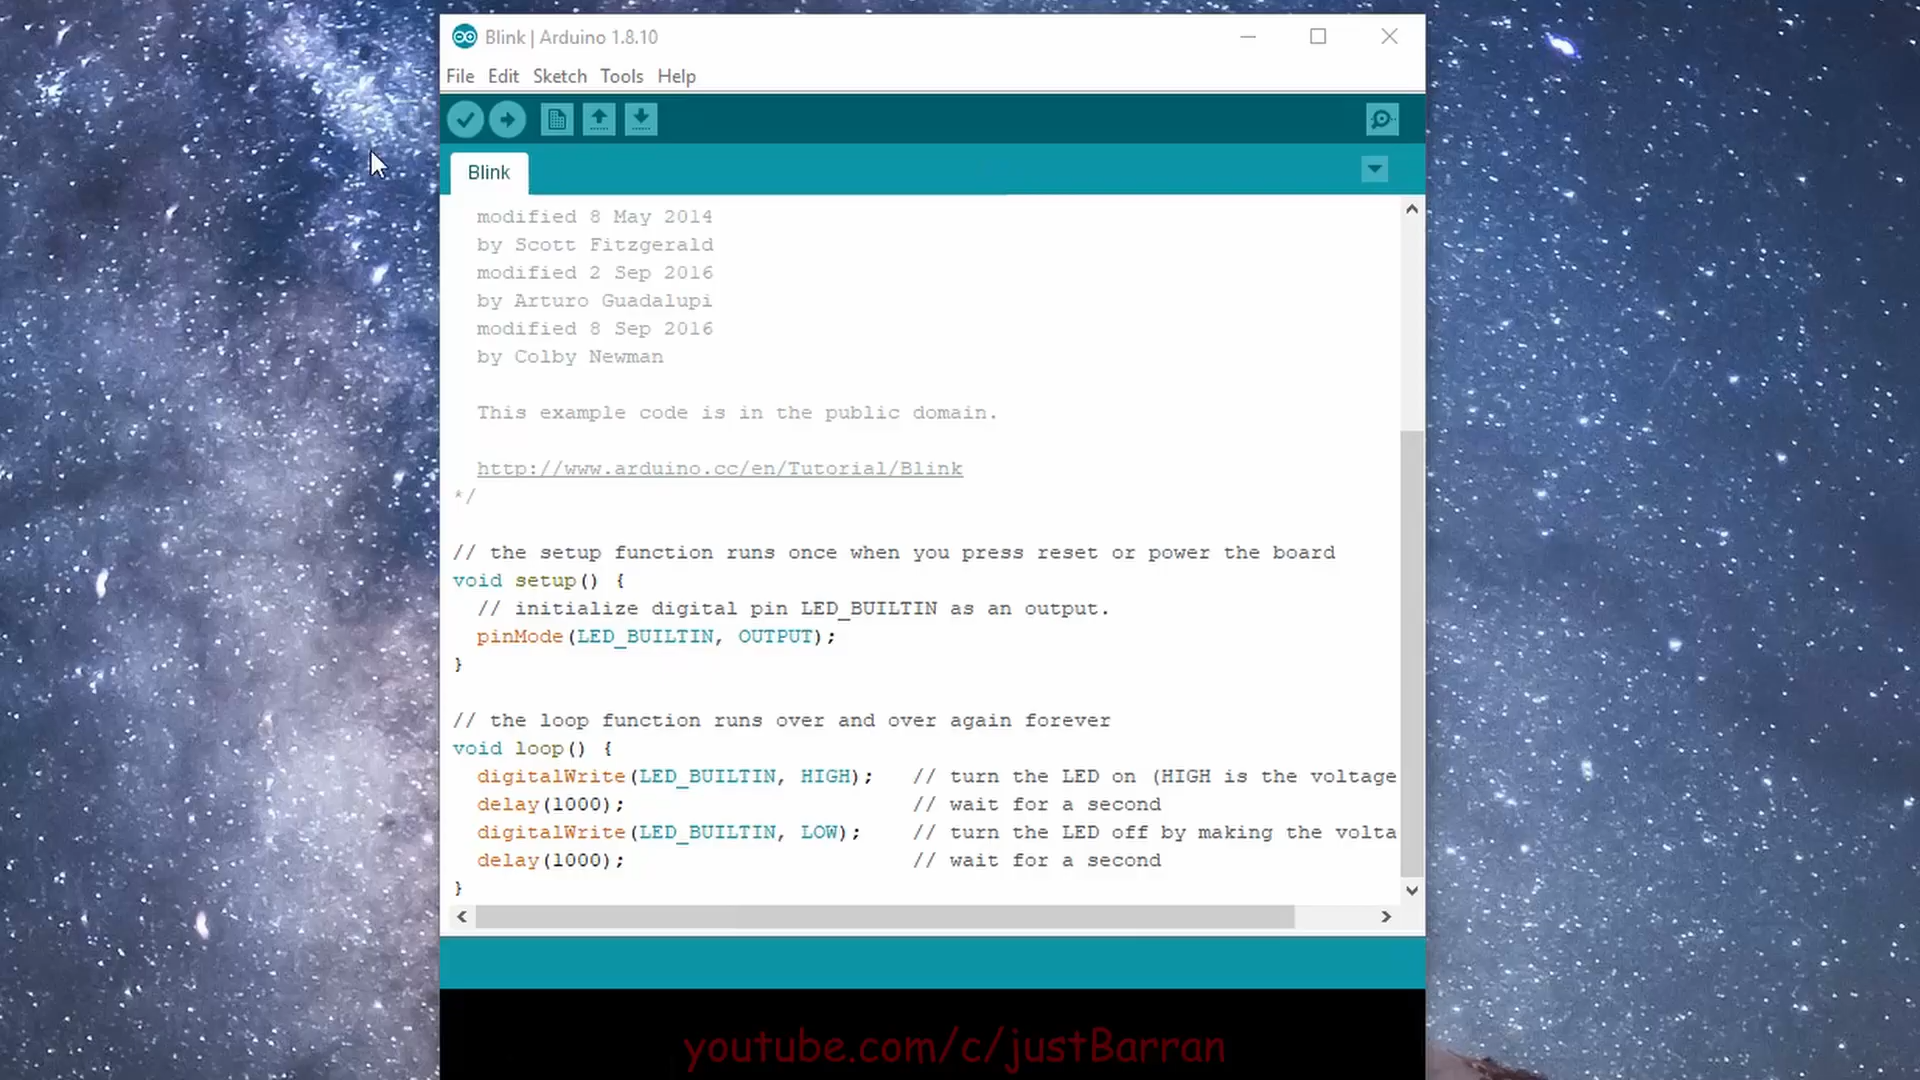 Blink | Arduino 1.8.10
File Edit Sketch Tools Help
Blink
modified 8 May 2014
by Scott Fitzgerald
modified 2 Sep 2016
by Arturo Guadalupi
modified 8 Sep 2016
by Colby Newman
This example code is in the public domain.
http://www.arduino.cc/en/Tutorial/Blink
*/
// the setup function runs once when you press reset or power the board
void setup() {
// initialize digital pin LED_BUILTIN as an output.
pinMode(LED_BUILTIN, OUTPUT);
}
// the loop function runs over and over again forever
void loop() {
digitalWrite(LED_BUILTIN, HIGH);   // turn the LED on (HIGH is the voltage
delay(1000);                       // wait for a second
digitalWrite(LED_BUILTIN, LOW);    // turn the LED off by making the volta
delay(1000);                       // wait for a second
}
youtube.com/c/justBarran